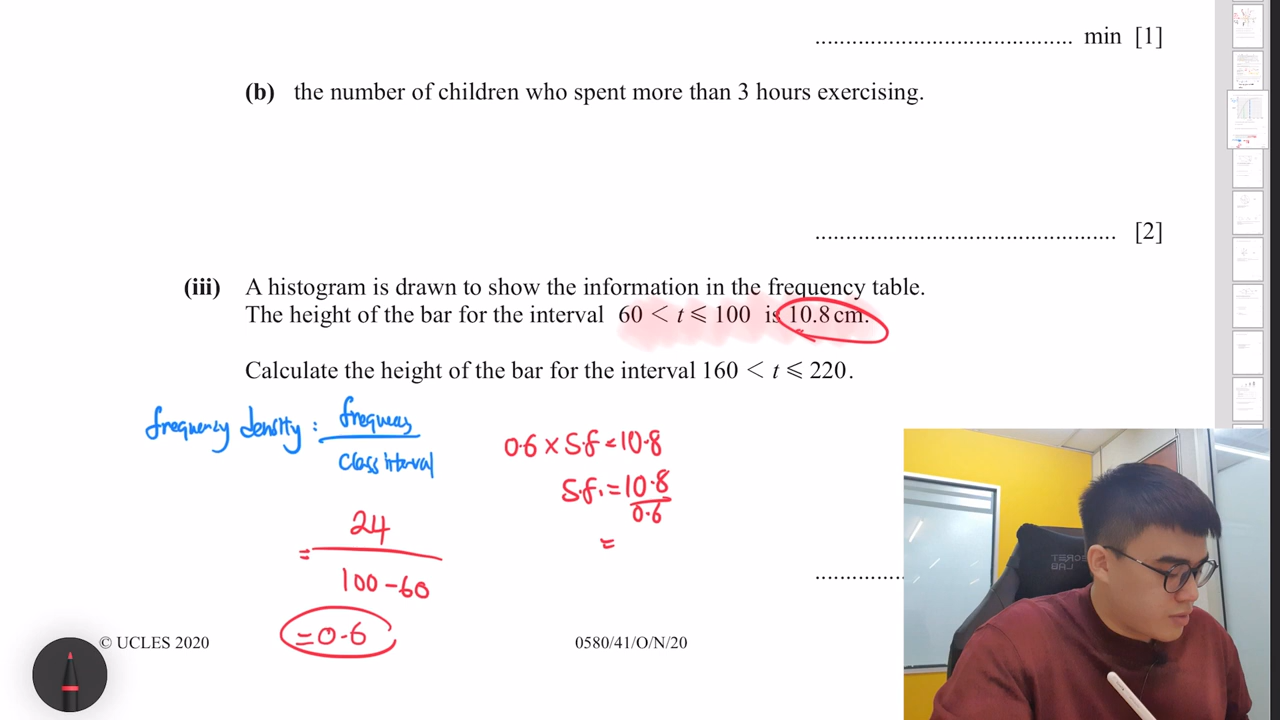 min [1]
(b) the number of children who spent more than 3 hours exercising.
[2]
(iii) A histogram is drawn to show the information in the frequency table.
The height of the bar for the interval 60 < t ⩽ 100 is 10.8 cm.
Calculate the height of the bar for the interval 160 < t ⩽ 220.
frequency density : frequency
class interval
= 24
100 - 60
= 0.6
0.6 × S.f = 10.8
S.f. = 10.8
0.6
=
© UCLES 2020
0580/41/O/N/20